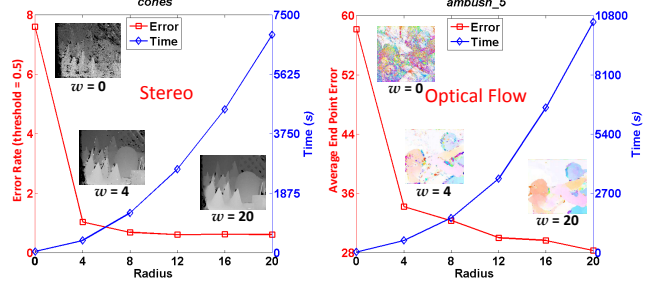 cones
Error
Time
8
6
4
2
0
7500
5625
3750
1875
0
Error Rate (threshold = 0.5)
Time (s)
w = 0
Stereo
w = 4
w = 20
0 4 8 12 16 20
Radius
ambush_5
Error
Time
60
52
44
36
28
10800
8100
5400
2700
0
Average End Point Error
Time (s)
w = 0
Optical Flow
w = 4
w = 20
0 4 8 12 16 20
Radius